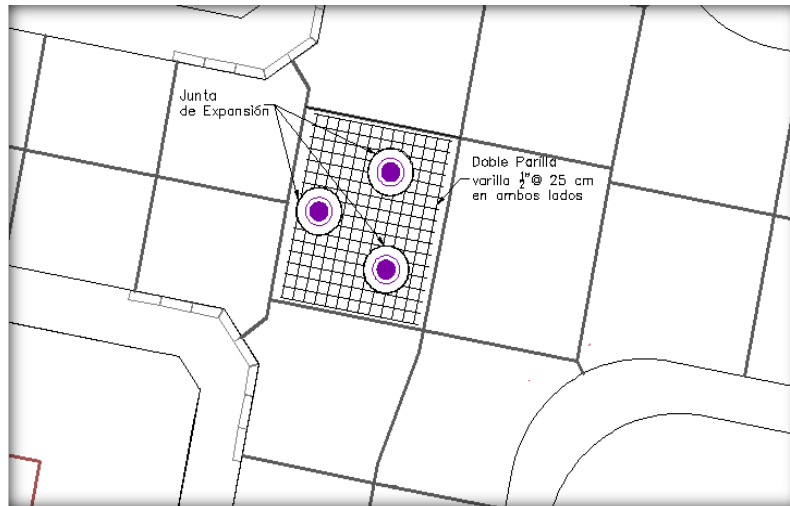 Junta
de Expansión
Doble Parilla
varilla ½"@ 25 cm
en ambos lados